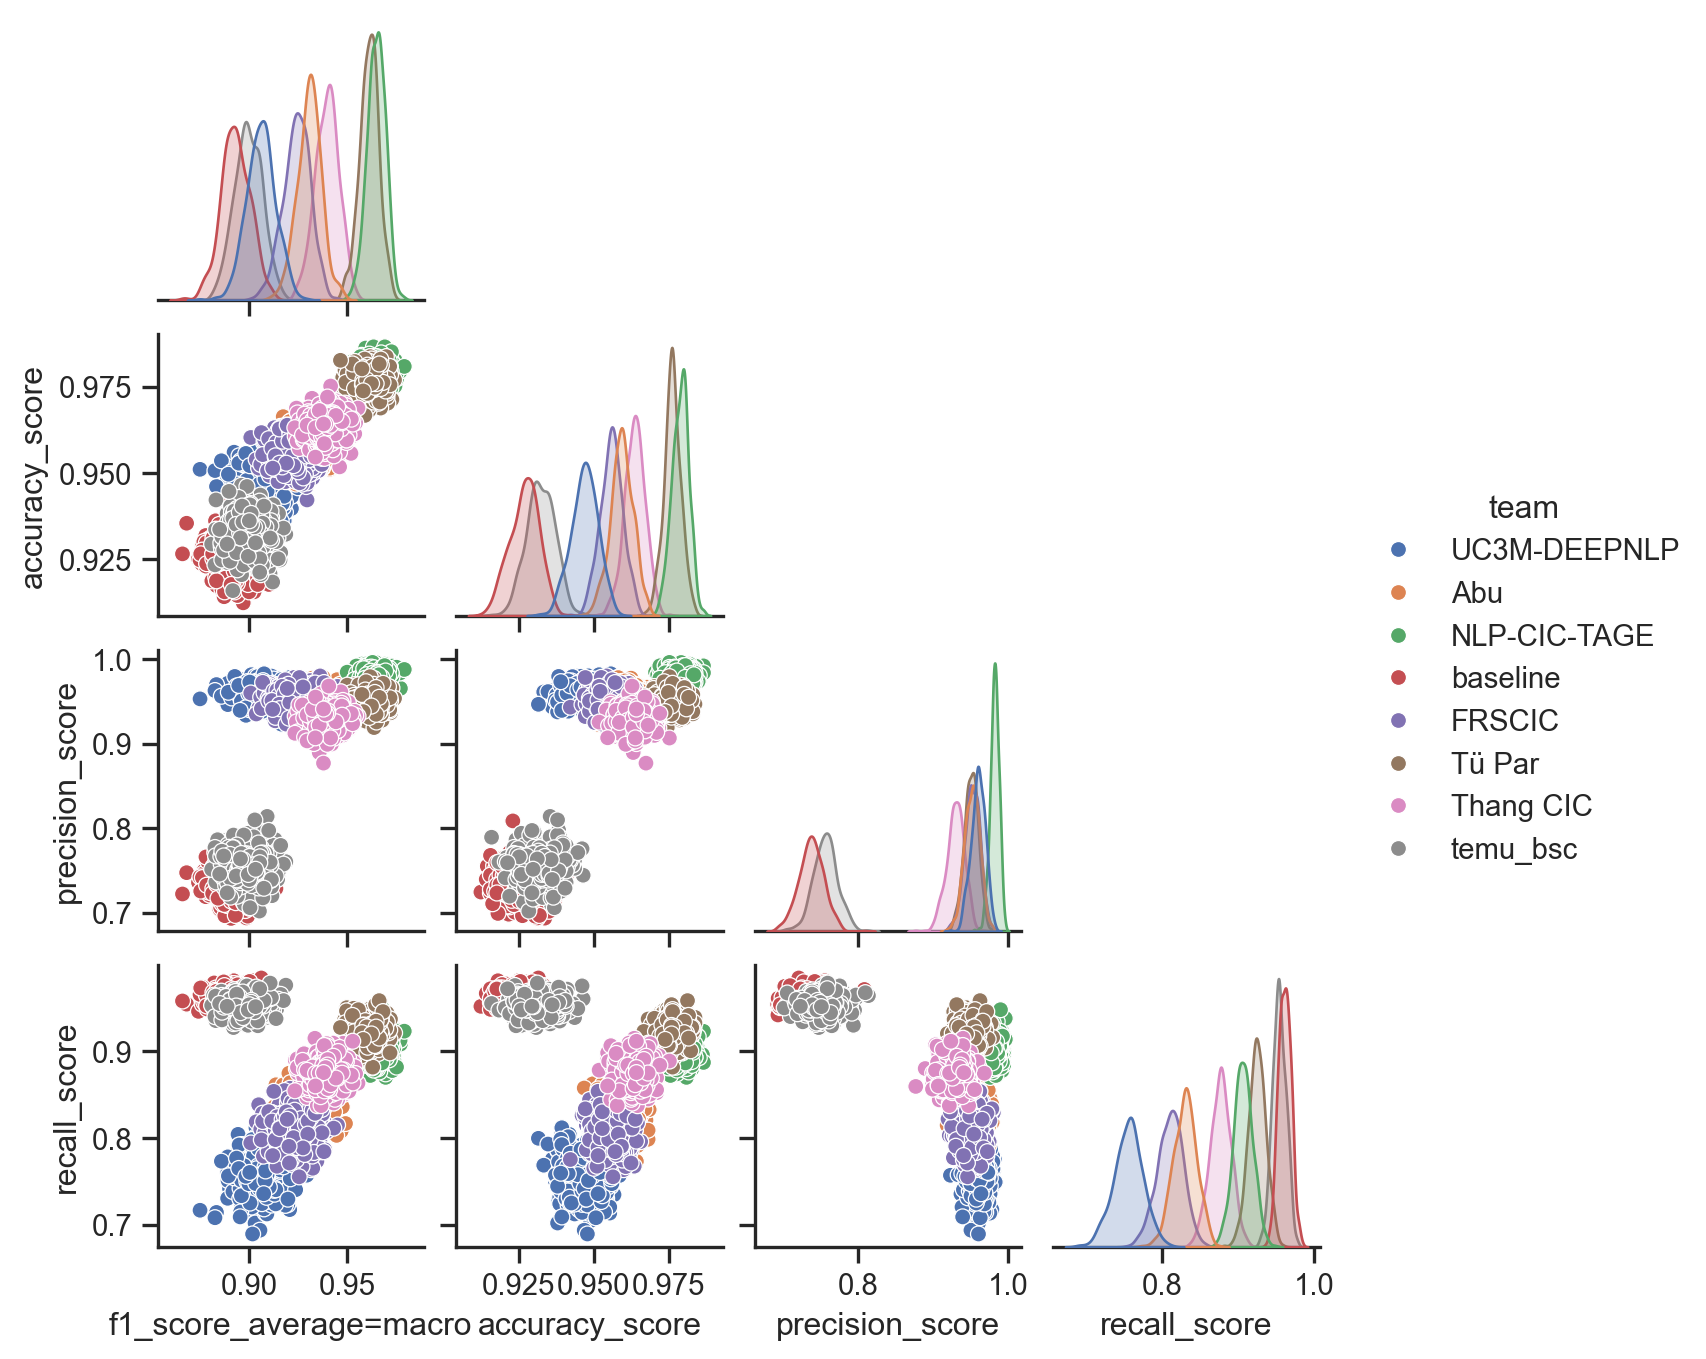 accuracy_score
0.975
0.950
0.925
precision_score
1.0
0.9
0.8
0.7
recall_score
0.9
0.8
0.7
0.90 0.95
0.925 0.950 0.975
0.8 1.0
0.8 1.0
f1_score_average=macro accuracy_score precision_score recall_score
team
UC3M-DEEPNLP
Abu
NLP-CIC-TAGE
baseline
FRSCIC
Tü Par
Thang CIC
temu_bsc